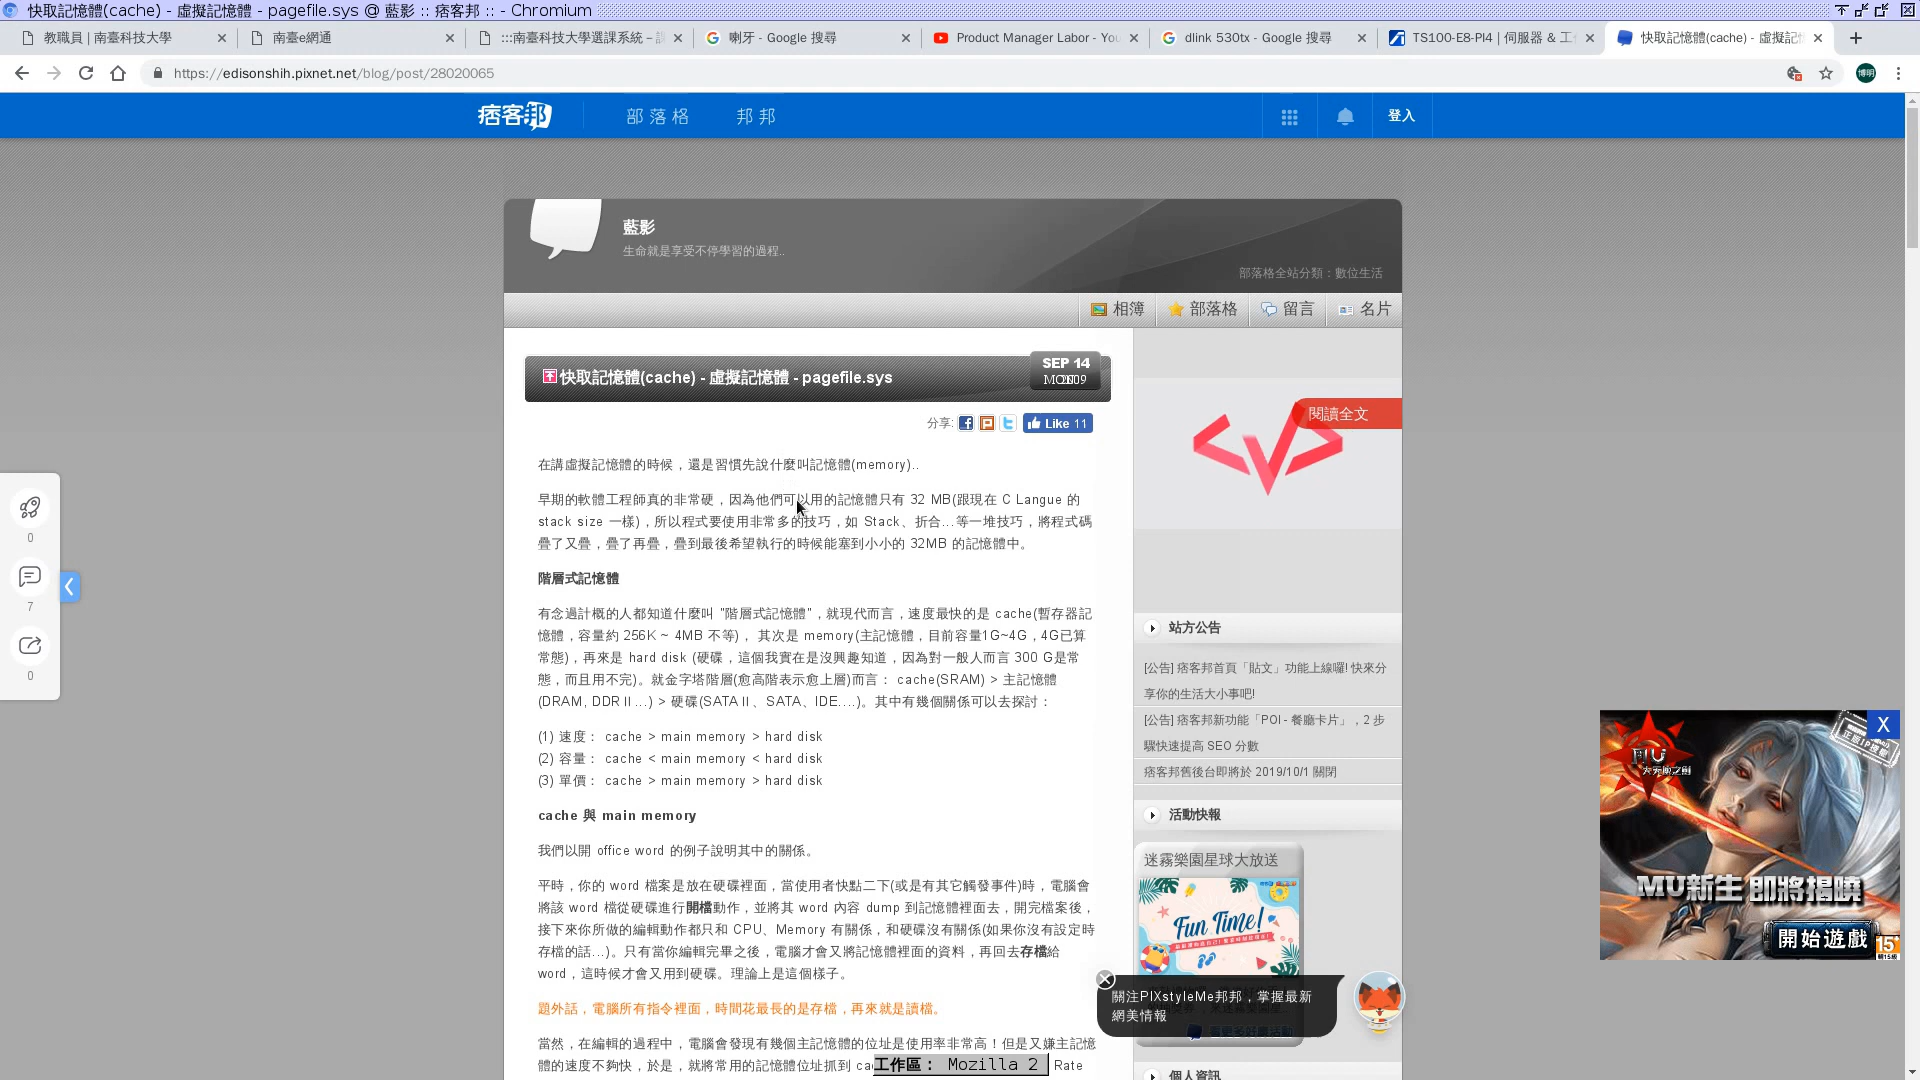 快取記憶體(cache) - 虛擬記憶體 - pagefile.sys @ 藍影 :: 痞客邦 :: - Chromium
教職員 | 南臺科技大學
南臺e網通
:::南臺科技大學選課系統 –
喇牙 - Google 搜尋
Product Manager Labor - You
dlink 530tx - Google 搜尋
TS100-E8-PI4 | 伺服器 & 工
快取記憶體(cache) - 虛擬記
https://edisonshih.pixnet.net/blog/post/28020065
博明
痞客邦
部落格
邦邦
登入
藍影
生命就是享受不停學習的過程..
部落格全站分類：數位生活
相簿
部落格
留言
名片
快取記憶體(cache) - 虛擬記憶體 - pagefile.sys
SEP 14
分享:
Like 11
閱讀全文
在講虛擬記憶體的時候，還是習慣先說什麼叫記憶體(memory)..
早期的軟體工程師真的非常硬，因為他們可以用的記憶體只有 32 MB(跟現在 C Langue 的
stack size 一樣)，所以程式要使用非常多的技巧，如 Stack、折合...等一堆技巧，將程式碼
疊了又疊，疊了再疊，疊到最後希望執行的時候能塞到小小的 32MB 的記憶體中。
階層式記憶體
有念過計概的人都知道什麼叫 "階層式記憶體"，就現代而言，速度最快的是 cache(暫存器記
憶體，容量約 256K ~ 4MB 不等)， 其次是 memory(主記憶體，目前容量1G~4G，4G已算
常態)，再來是 hard disk (硬碟，這個我實在是沒興趣知道，因為對一般人而言 300 G是常
態，而且用不完)。就金字塔階層(愈高階表示愈上層)而言： cache(SRAM) > 主記憶體
(DRAM, DDRⅡ...) > 硬碟(SATAⅡ、SATA、IDE....)。其中有幾個關係可以去探討：
(1) 速度： cache > main memory > hard disk
(2) 容量： cache < main memory < hard disk
(3) 單價： cache > main memory > hard disk
cache 與 main memory
我們以開 office word 的例子說明其中的關係。
平時，你的 word 檔案是放在硬碟裡面，當使用者快點二下(或是有其它觸發事件)時，電腦會
將該 word 檔從硬碟進行開檔動作，並將其 word 內容 dump 到記憶體裡面去，開完檔案後，
接下來你所做的編輯動作都只和 CPU、Memory 有關係，和硬碟沒有關係(如果你沒有設定時
存檔的話...)。只有當你編輯完畢之後，電腦才會又將記憶體裡面的資料，再回去存檔給
word，這時候才會又用到硬碟。理論上是這個樣子。
題外話，電腦所有指令裡面，時間花最長的是存檔，再來就是讀檔。
當然，在編輯的過程中，電腦會發現有幾個主記憶體的位址是使用率非常高！但是又嫌主記憶
體的速度不夠快，於是，就將常用的記憶體位址抓到 ca
Rate
工作區： Mozilla 2
0
7
0
站方公告
[公告] 痞客邦首頁「貼文」功能上線囉! 快來分
享你的生活大小事吧!
[公告] 痞客邦新功能「POI - 餐廳卡片」，2 步
驟快速提高 SEO 分數
痞客邦舊後台即將於 2019/10/1 關閉
活動快報
迷霧樂園星球大放送
Fun Time!
關注PIXstyleMe邦邦，掌握最新
網美情報
看更多好康活動
個人資訊
X
MU
MU新生 即將揭曉
開始遊戲
15+